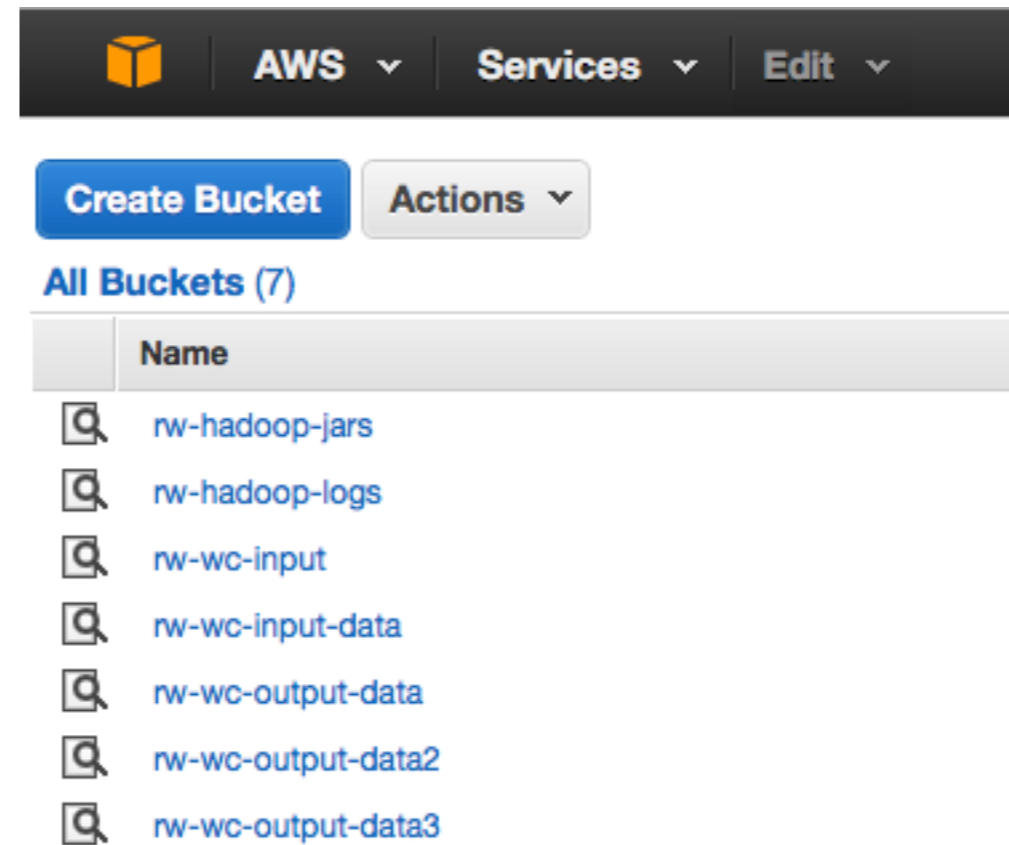 AWS Services Edit
Create Bucket Actions
All Buckets (7)
Name
rw-hadoop-jars
rw-hadoop-logs
rw-wc-input
rw-wc-input-data
rw-wc-output-data
rw-wc-output-data2
rw-wc-output-data3